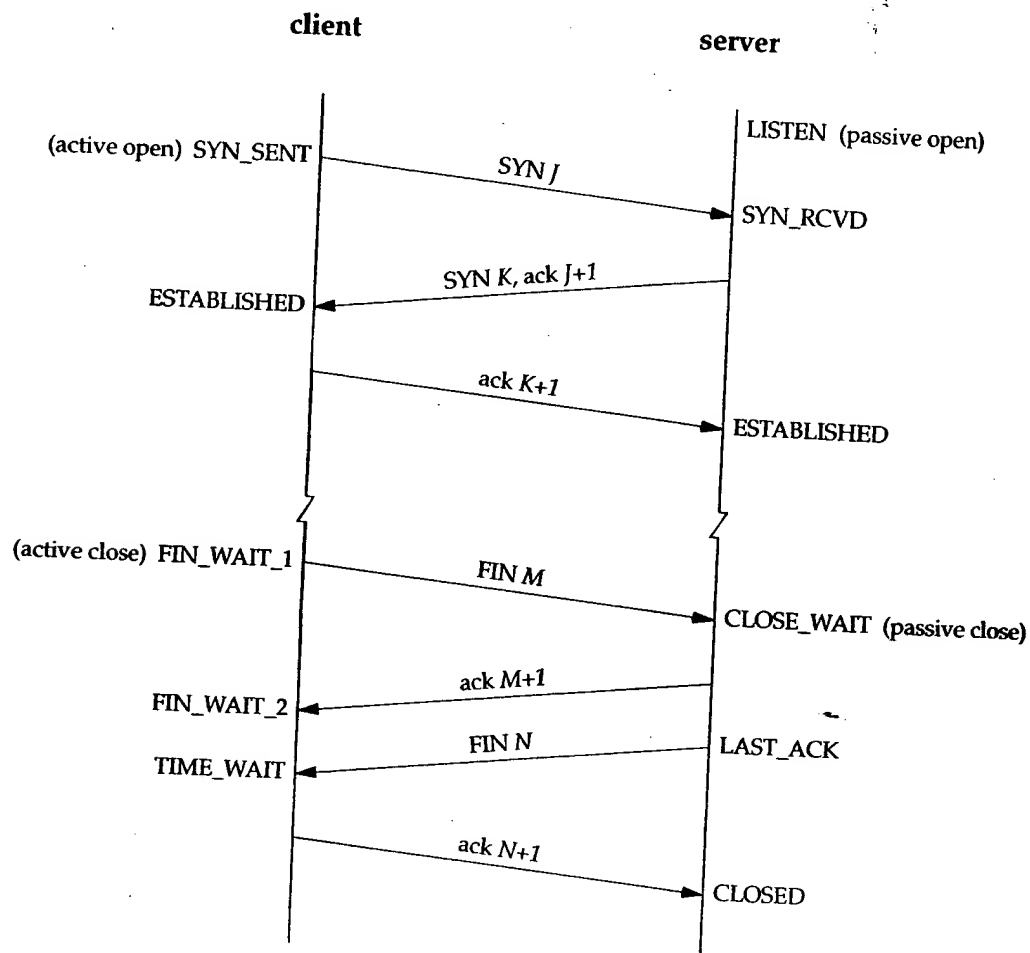 client
server
LISTEN (passive open)
(active open) SYN_SENT
SYN J
SYN_RCVD
SYN K, ack J+1
ESTABLISHED
ack K+1
ESTABLISHED
(active close) FIN_WAIT_1
FIN M
CLOSE_WAIT (passive close)
ack M+1
FIN_WAIT_2
FIN N
LAST_ACK
TIME_WAIT
ack N+1
CLOSED